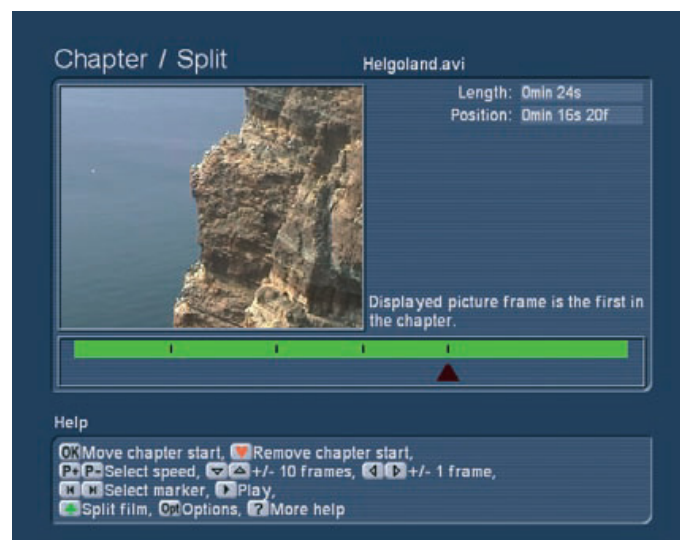 Chapter / Split
Helgoland.avi
Length: 0min 24s
Position: 0min 16s 20f
Displayed picture frame is the first in
the chapter.
Help
OK Move chapter start, Remove chapter start,
P+ P- Select speed, +/- 10 frames, +/- 1 frame,
Select marker, Play,
Split film, Opt Options, ? More help